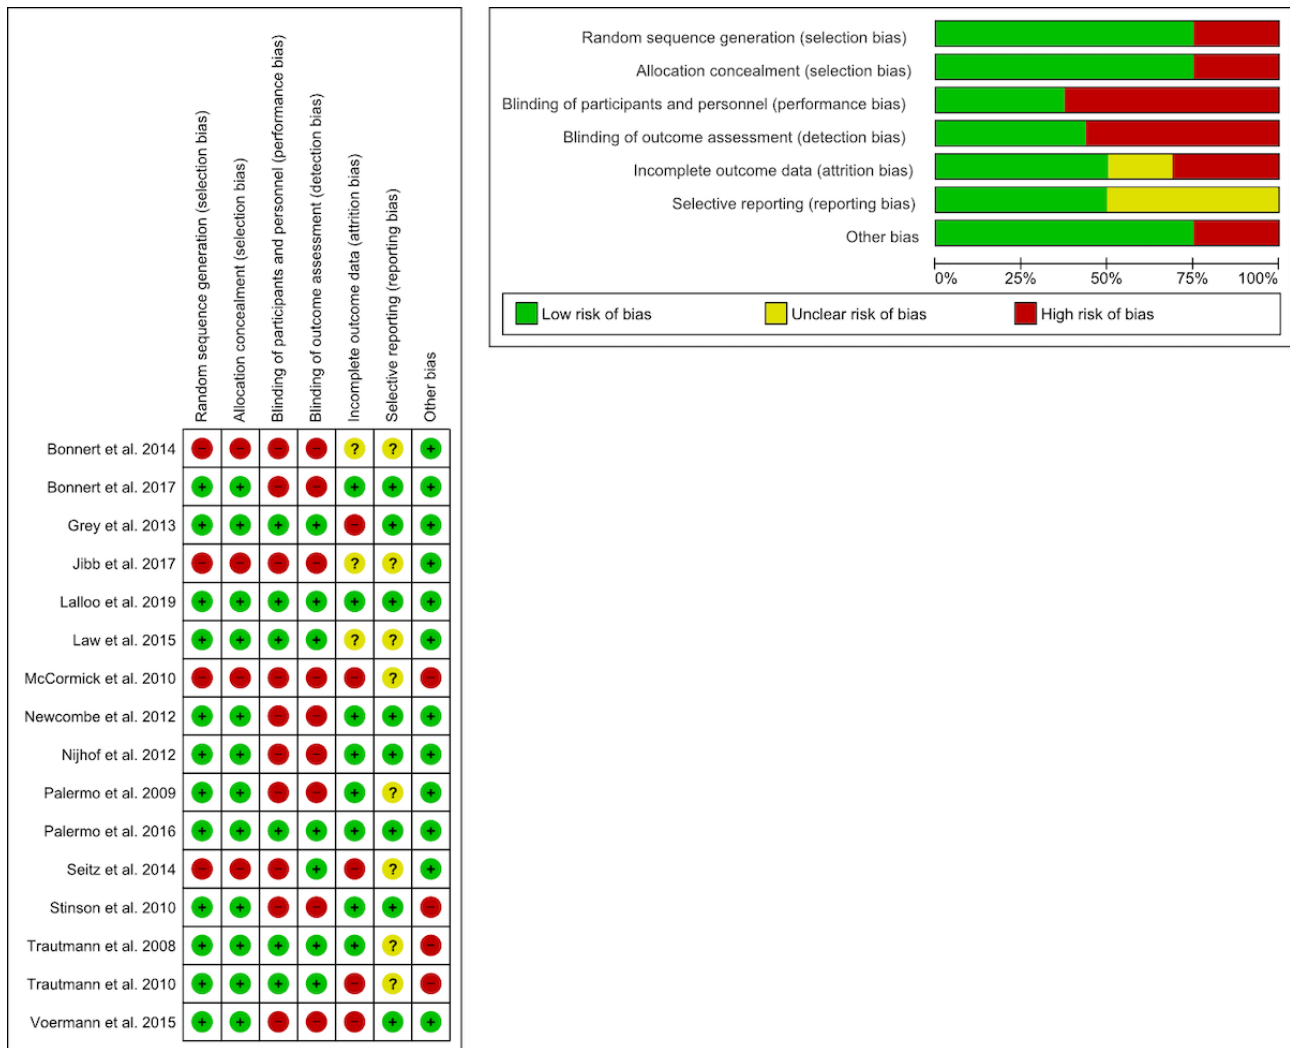 Random sequence generation (selection bias)
Allocation concealment (selection bias)
Blinding of participants and personnel (performance bias)
Blinding of outcome assessment (detection bias)
Incomplete outcome data (attrition bias)
Selective reporting (reporting bias)
Other bias
Bonnert et al. 2014 - - - - ? ? +
Bonnert et al. 2017 + + - - + + +
Grey et al. 2013 + + + + - + +
Jibb et al. 2017 - - - - ? ? +
Lalloo et al. 2019 + + + + + + +
Law et al. 2015 + + + + ? ? +
McCormick et al. 2010 - - - - - ? -
Newcombe et al. 2012 + + - - + + +
Nijhof et al. 2012 + + - - + + +
Palermo et al. 2009 + + - - + ? +
Palermo et al. 2016 + + + + + + +
Seitz et al. 2014 - - - + - ? +
Stinson et al. 2010 + + - - + + -
Trautmann et al. 2008 + + + + + ? -
Trautmann et al. 2010 + + + + - ? -
Voermann et al. 2015 + + - - - + +
Random sequence generation (selection bias)
Allocation concealment (selection bias)
Blinding of participants and personnel (performance bias)
Blinding of outcome assessment (detection bias)
Incomplete outcome data (attrition bias)
Selective reporting (reporting bias)
Other bias
0% 25% 50% 75% 100%
Low risk of bias Unclear risk of bias High risk of bias